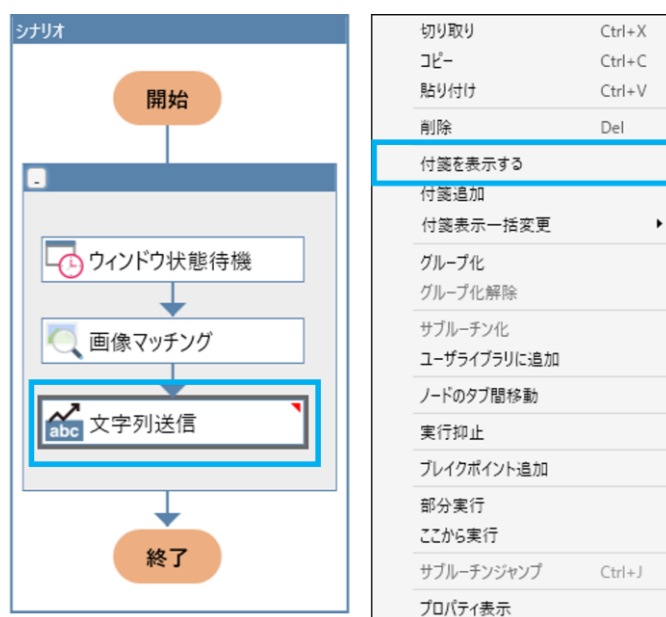 シナリオ
開始
-
ウィンドウ状態待機
画像マッチング
abc 文字列送信
終了
切り取り Ctrl+X
コピー Ctrl+C
貼り付け Ctrl+V
削除 Del
付箋を表示する
付箋追加
付箋表示一括変更
グループ化
グループ化解除
サブルーチン化
ユーザライブラリに追加
ノードのタブ間移動
実行抑止
ブレイクポイント追加
部分実行
ここから実行
サブルーチンジャンプ Ctrl+J
プロパティ表示